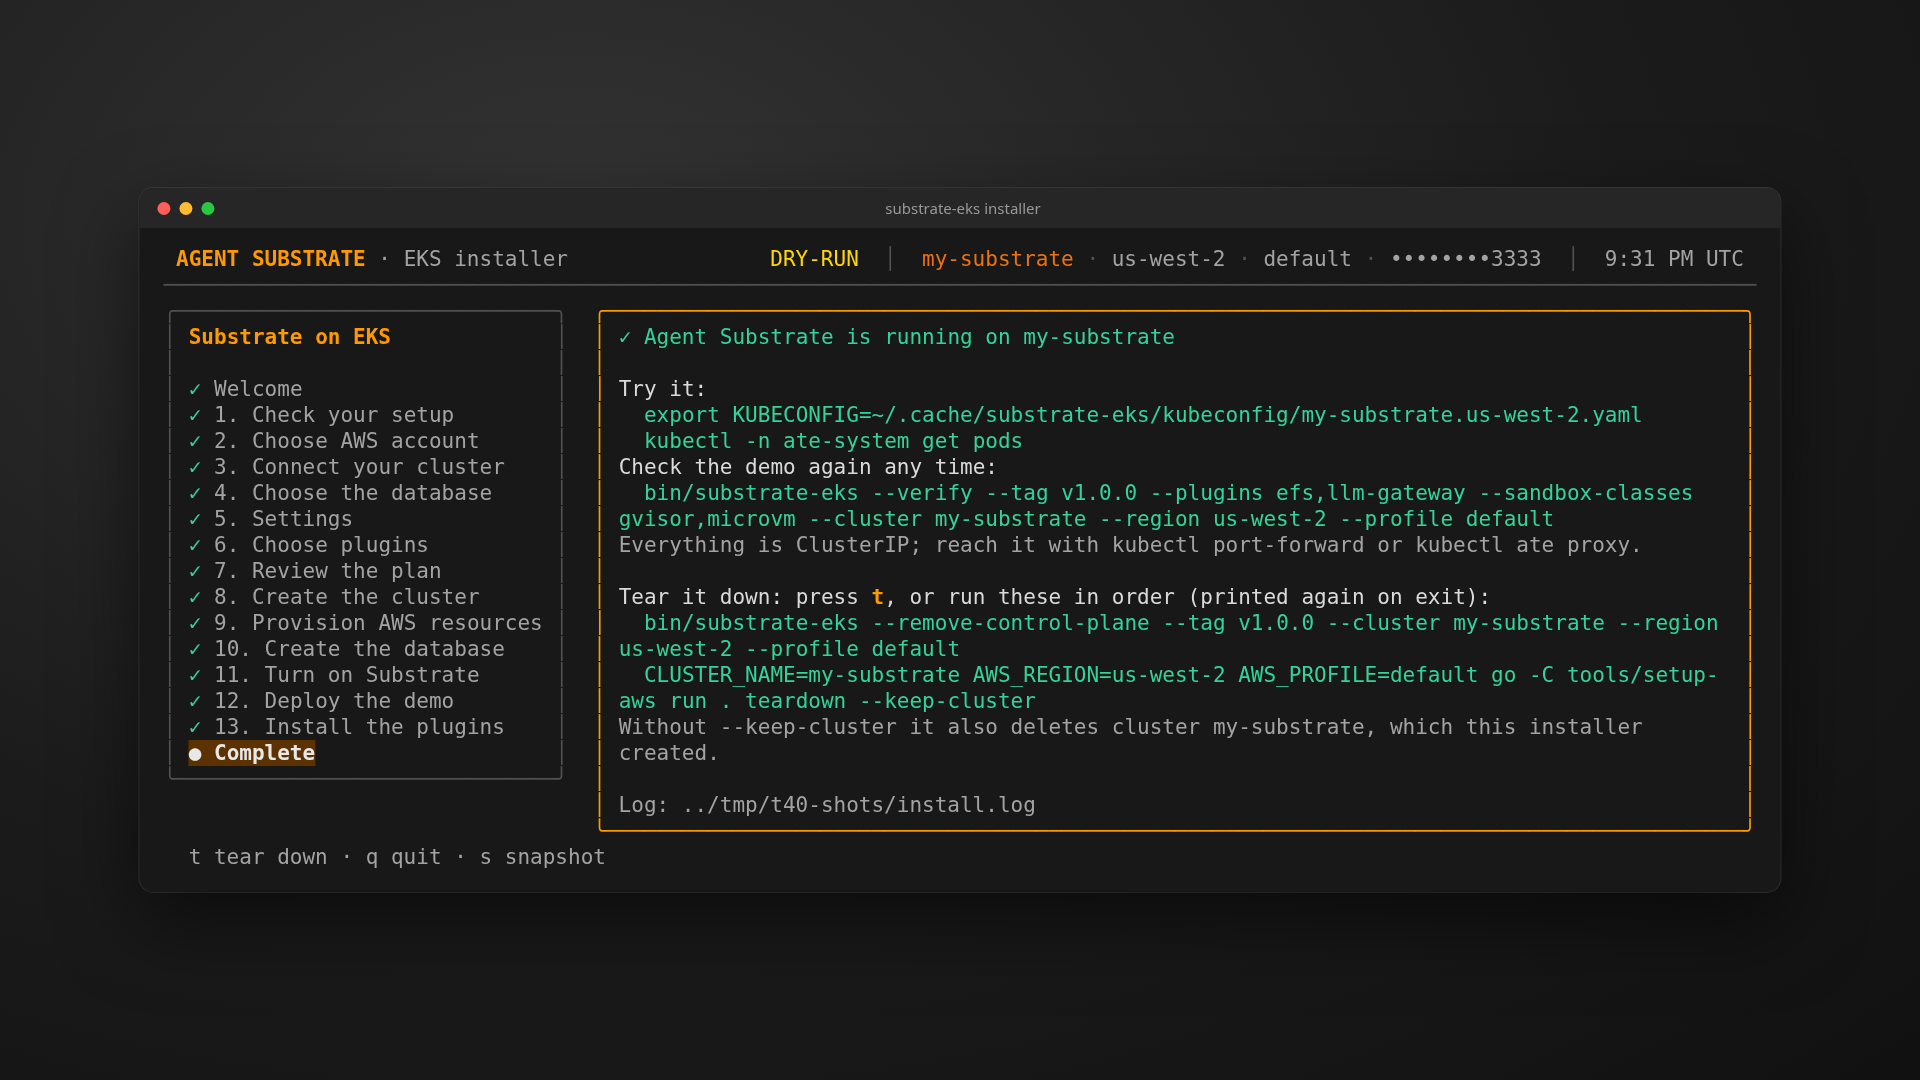 substrate-eks installer
AGENT SUBSTRATE · EKS installer DRY-RUN │ my-substrate · us-west-2 · default · ••••••••3333 │ 9:31 PM UTC
Substrate on EKS
✓ Welcome
✓ 1. Check your setup
✓ 2. Choose AWS account
✓ 3. Connect your cluster
✓ 4. Choose the database
✓ 5. Settings
✓ 6. Choose plugins
✓ 7. Review the plan
✓ 8. Create the cluster
✓ 9. Provision AWS resources
✓ 10. Create the database
✓ 11. Turn on Substrate
✓ 12. Deploy the demo
✓ 13. Install the plugins
● Complete
✓ Agent Substrate is running on my-substrate
Try it:
export KUBECONFIG=~/.cache/substrate-eks/kubeconfig/my-substrate.us-west-2.yaml
kubectl -n ate-system get pods
Check the demo again any time:
bin/substrate-eks --verify --tag v1.0.0 --plugins efs,llm-gateway --sandbox-classes
gvisor,microvm --cluster my-substrate --region us-west-2 --profile default
Everything is ClusterIP; reach it with kubectl port-forward or kubectl ate proxy.
Tear it down: press t, or run these in order (printed again on exit):
bin/substrate-eks --remove-control-plane --tag v1.0.0 --cluster my-substrate --region
us-west-2 --profile default
CLUSTER_NAME=my-substrate AWS_REGION=us-west-2 AWS_PROFILE=default go -C tools/setup-
aws run . teardown --keep-cluster
Without --keep-cluster it also deletes cluster my-substrate, which this installer
created.
Log: ../tmp/t40-shots/install.log
t tear down · q quit · s snapshot